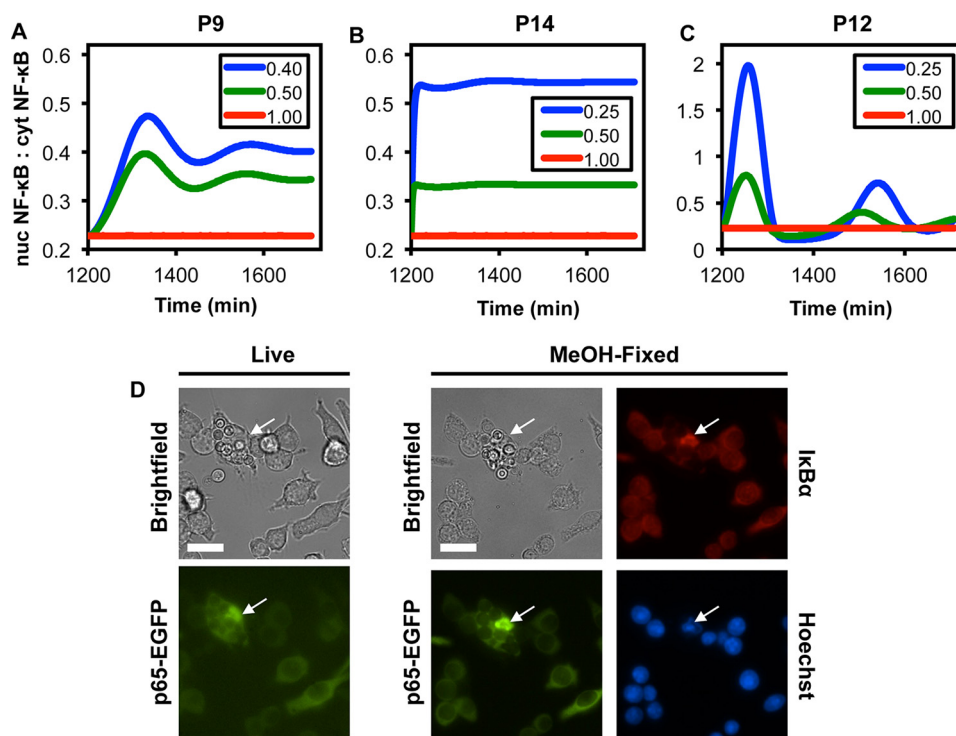 A
P9
nuc NF-κB : cyt NF-κB
0.6
0.5
0.4
0.3
0.2
0.40
0.50
1.00
1200
1400
1600
Time (min)
B
P14
0.6
0.5
0.4
0.3
0.2
0.25
0.50
1.00
1200
1400
1600
Time (min)
C
P12
2
1.5
1
0.5
0
0.25
0.50
1.00
1200
1400
1600
Time (min)
D
Live
MeOH-Fixed
Brightfield
Brightfield
IκBα
p65-EGFP
p65-EGFP
Hoechst